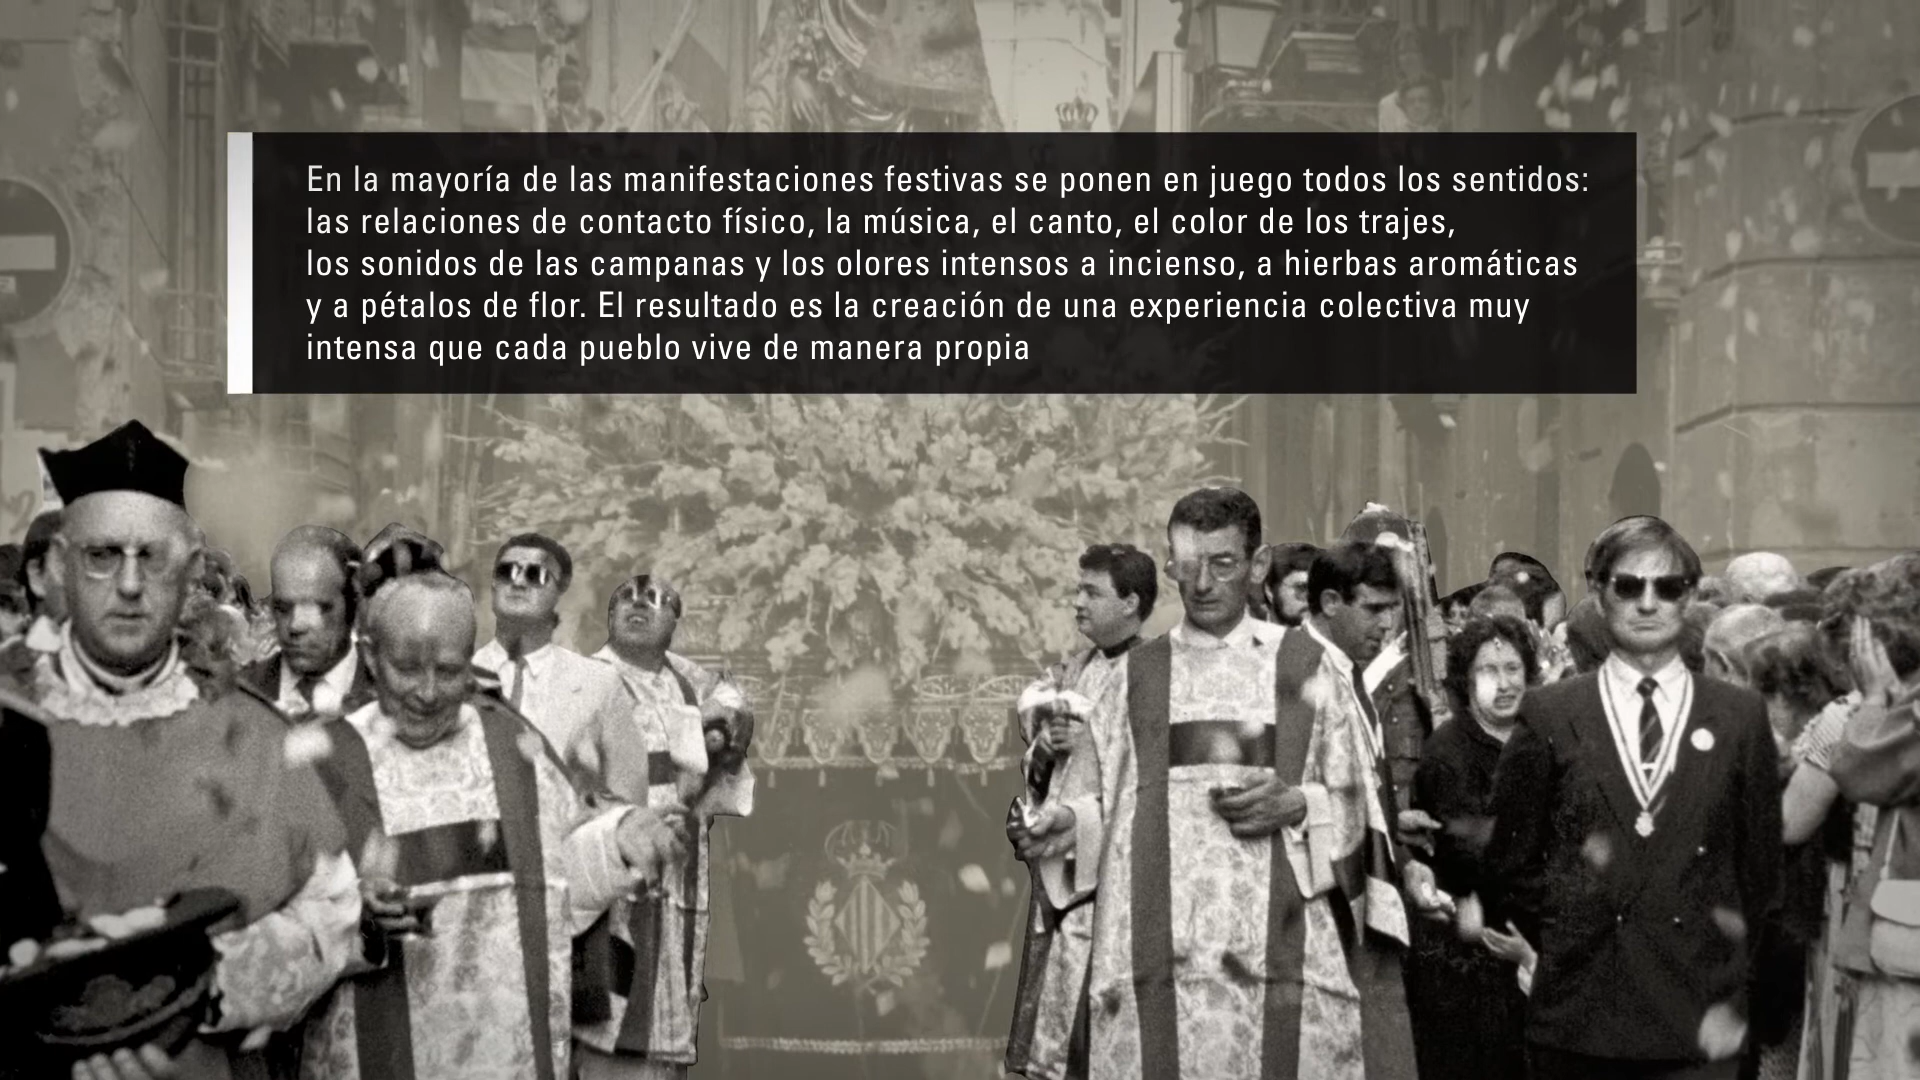 En la mayoría de las manifestaciones festivas se ponen en juego todos los sentidos:
las relaciones de contacto físico, la música, el canto, el color de los trajes,
los sonidos de las campanas y los olores intensos a incienso, a hierbas aromáticas
y a pétalos de flor. El resultado es la creación de una experiencia colectiva muy
intensa que cada pueblo vive de manera propia